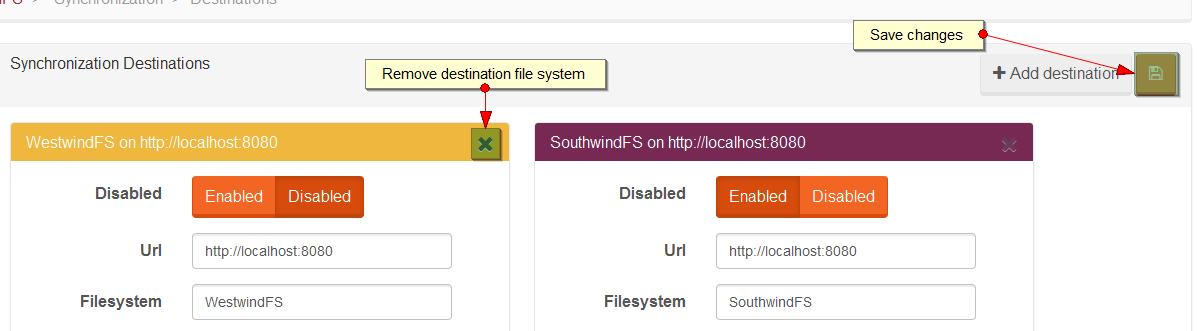 FS > Synchronization > Destinations
Save changes
Synchronization Destinations
Remove destination file system
+ Add destination
WestwindFS on http://localhost:8080
SouthwindFS on http://localhost:8080
Disabled Enabled Disabled
Disabled Enabled Disabled
Url http://localhost:8080
Url http://localhost:8080
Filesystem WestwindFS
Filesystem SouthwindFS